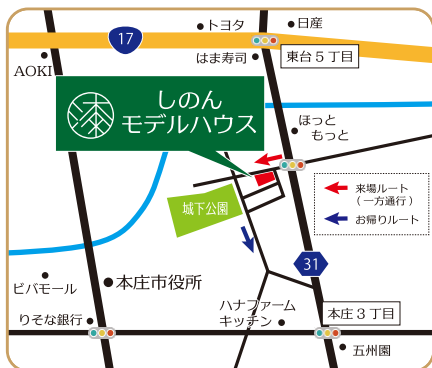 トヨタ
日産
17
はま寿司
東台5丁目
AOKI
しのん
モデルハウス
ほっと
もっと
来場ルート
(一方通行)
お帰りルート
城下公園
31
本庄市役所
ビバモール
りそな銀行
ハナファーム
キッチン
本庄3丁目
五州園